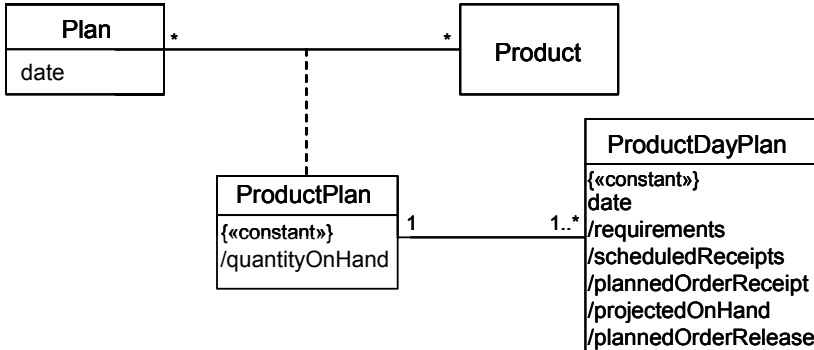 Plan
date
*
*
Product
ProductPlan
{«constant»}
/quantityOnHand
1
1..*
ProductDayPlan
{«constant»}
date
/requirements
/scheduledReceipts
/plannedOrderReceipt
/projectedOnHand
/plannedOrderRelease